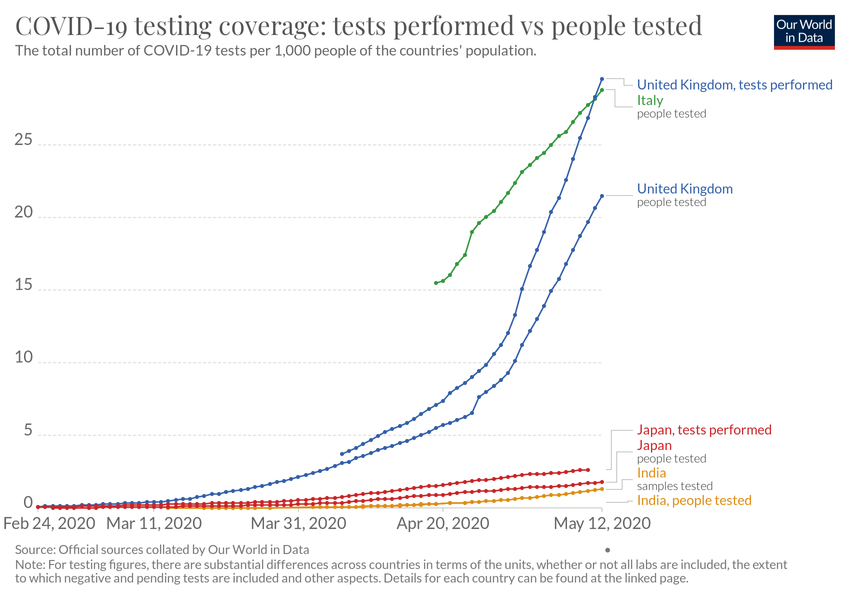 COVID-19 testing coverage: tests performed vs people tested
Our World
in Data
The total number of COVID-19 tests per 1,000 people of the countries' population.
United Kingdom, tests performed
Italy
people tested
25
United Kingdom
people tested
20
15
10
5
Japan, tests performed
Japan
people tested
India
samples tested
India, people tested
0
Feb 24, 2020 Mar 11, 2020 Mar 31, 2020 Apr 20, 2020 May 12, 2020
Source: Official sources collated by Our World in Data
Note: For testing figures, there are substantial differences across countries in terms of the units, whether or not all labs are included, the extent
to which negative and pending tests are included and other aspects. Details for each country can be found at the linked page.